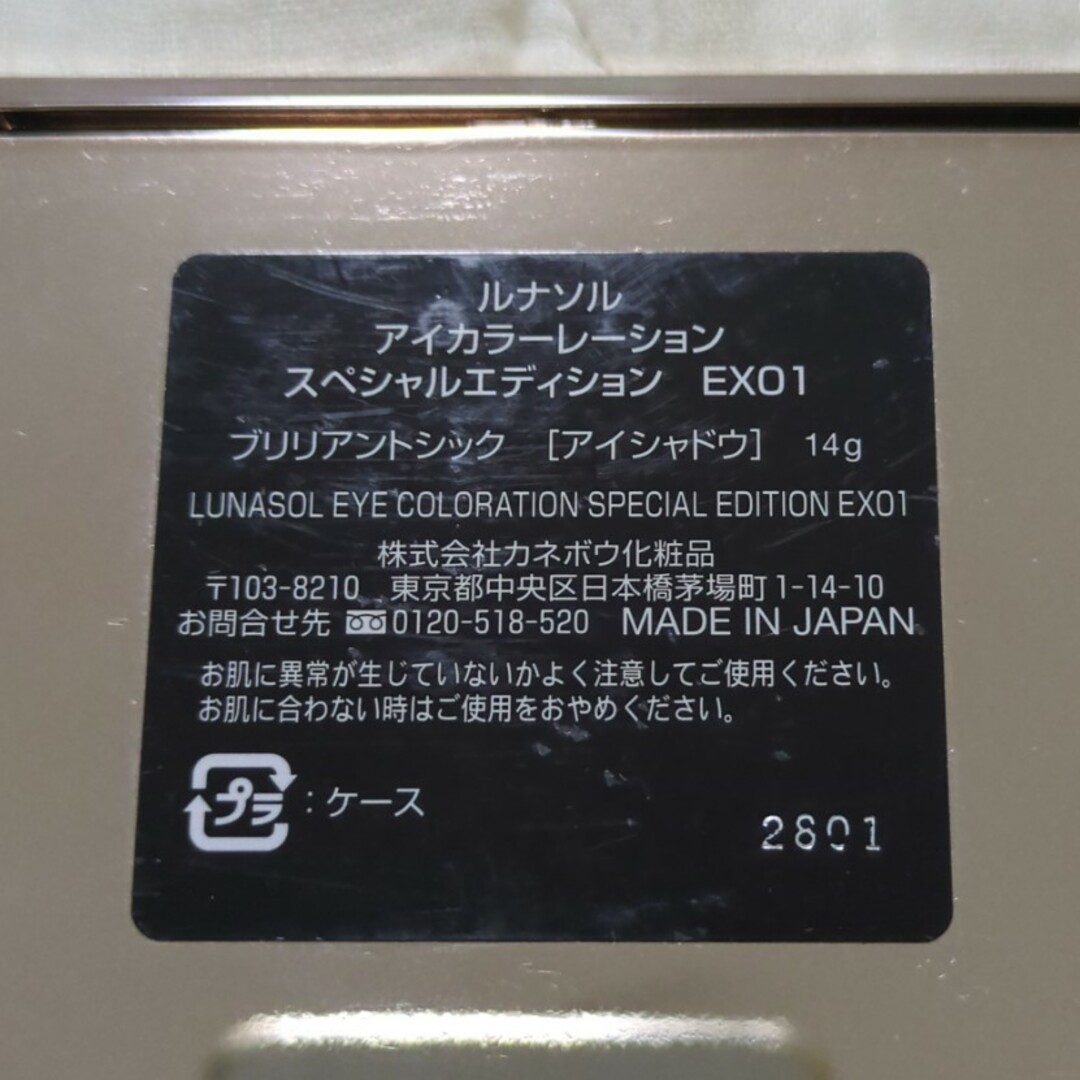 ルナソル
アイカラーレーション
スペシャルエディション EX01
ブリリアントシック [アイシャドウ] 14g
LUNASOL EYE COLORATION SPECIAL EDITION EX01
株式会社カネボウ化粧品
〒103-8210 東京都中央区日本橋茅場町1-14-10
お問合せ先 0120-518-520 MADE IN JAPAN
お肌に異常が生じていないかよく注意してご使用ください。
お肌に合わない時はご使用をおやめください。
プラ:ケース
2801